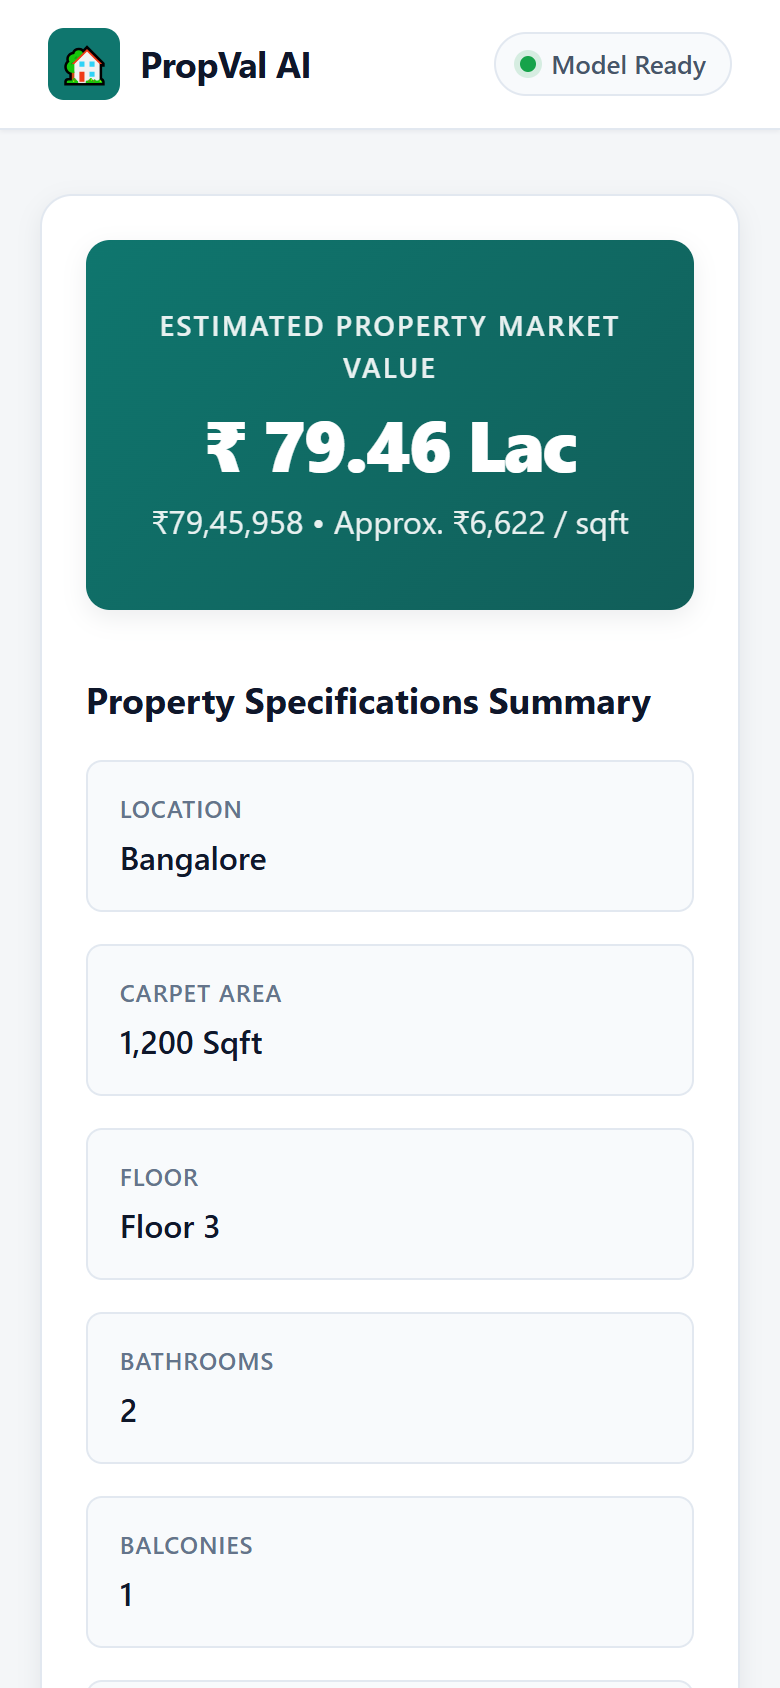 PropVal AI
Model Ready
ESTIMATED PROPERTY MARKET
VALUE
₹ 79.46 Lac
₹79,45,958 • Approx. ₹6,622 / sqft
Property Specifications Summary
LOCATION
Bangalore
CARPET AREA
1,200 Sqft
FLOOR
Floor 3
BATHROOMS
2
BALCONIES
1